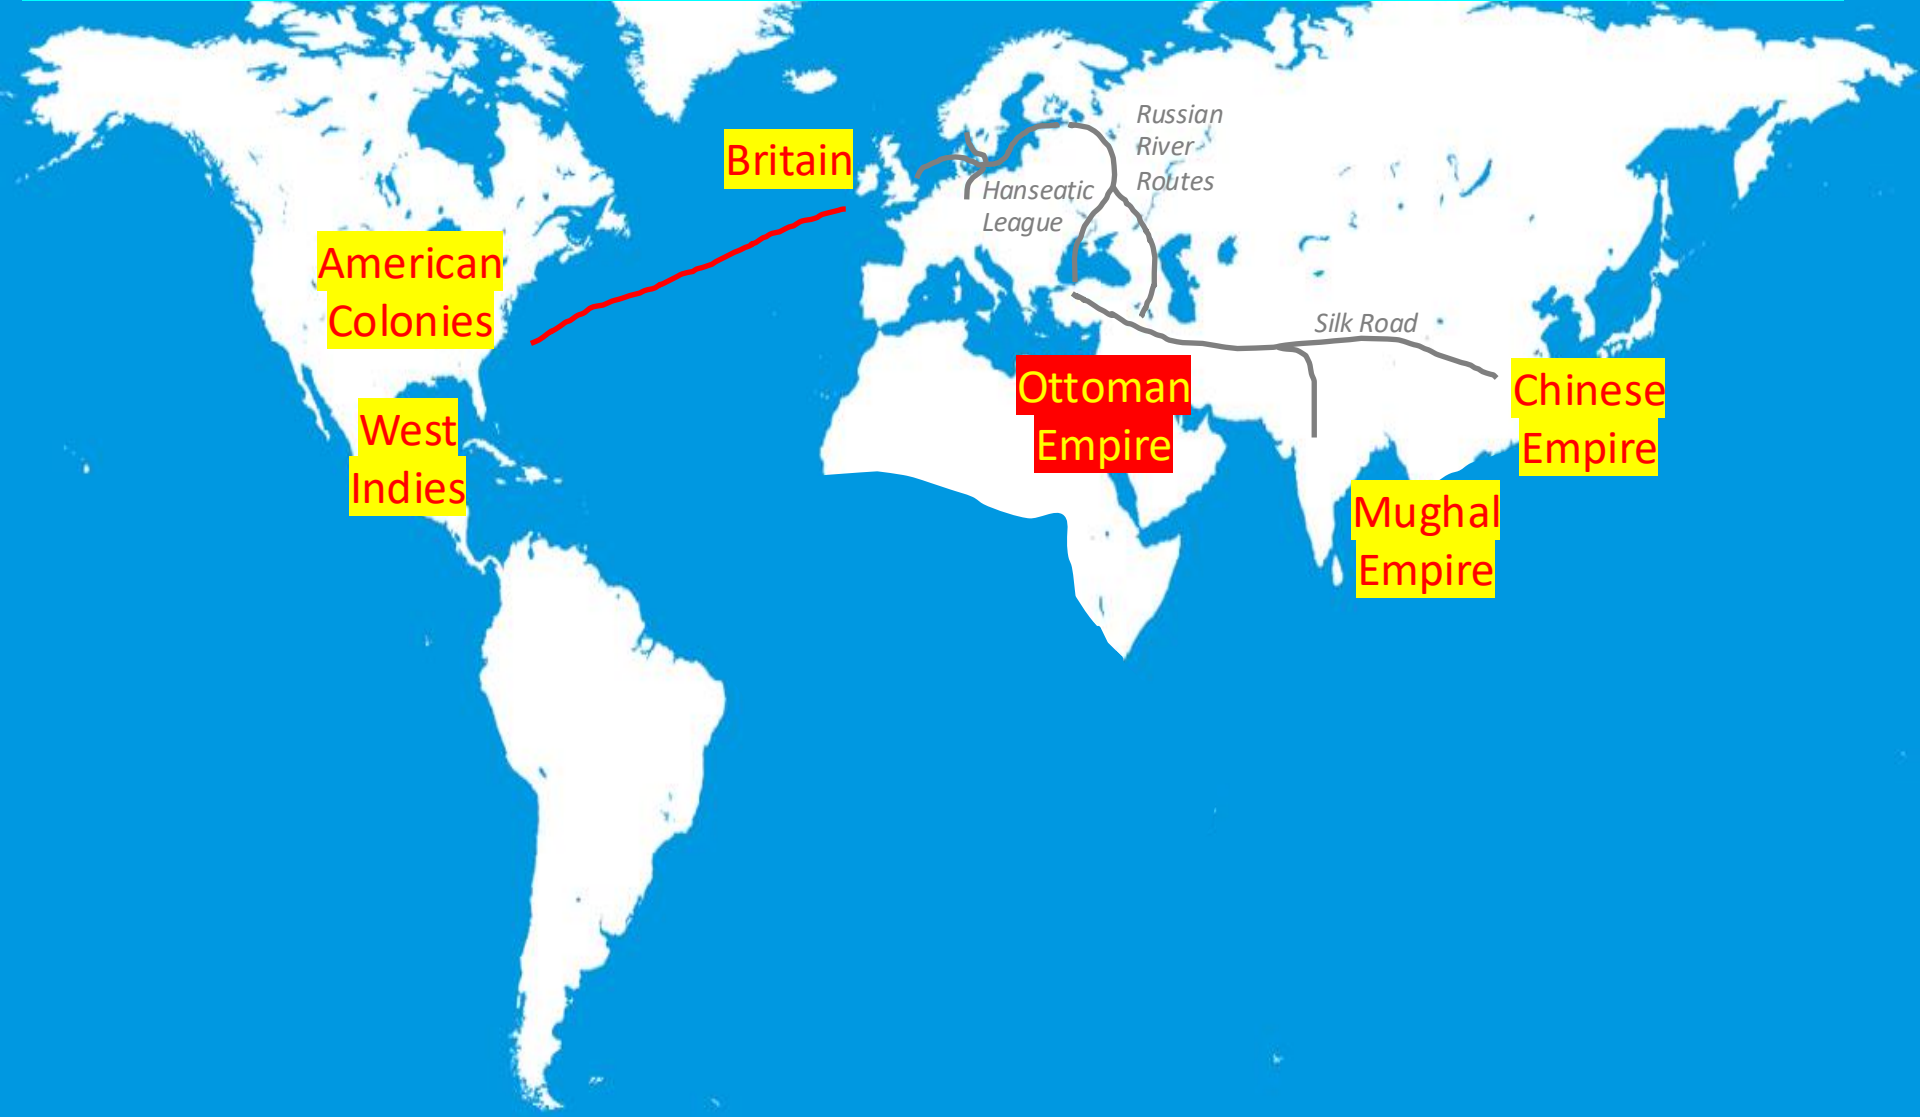 Russian
River
Routes
Britain
Hanseatic
League
American
Colonies
Silk Road
Ottoman
Empire
Chinese
Empire
West
Indies
Mughal
Empire